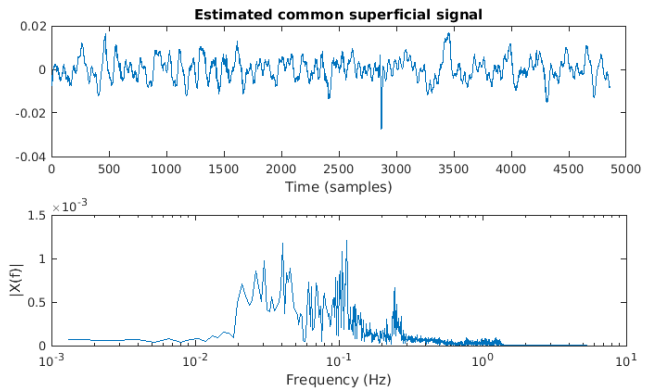 Estimated common superficial signal
0.02
0
-0.02
-0.04
0 500 1000 1500 2000 2500 3000 3500 4000 4500 5000
Time (samples)
×10⁻³
1.5
1
0.5
0
|X(f)|
10⁻³ 10⁻² 10⁻¹ 10⁰ 10¹
Frequency (Hz)